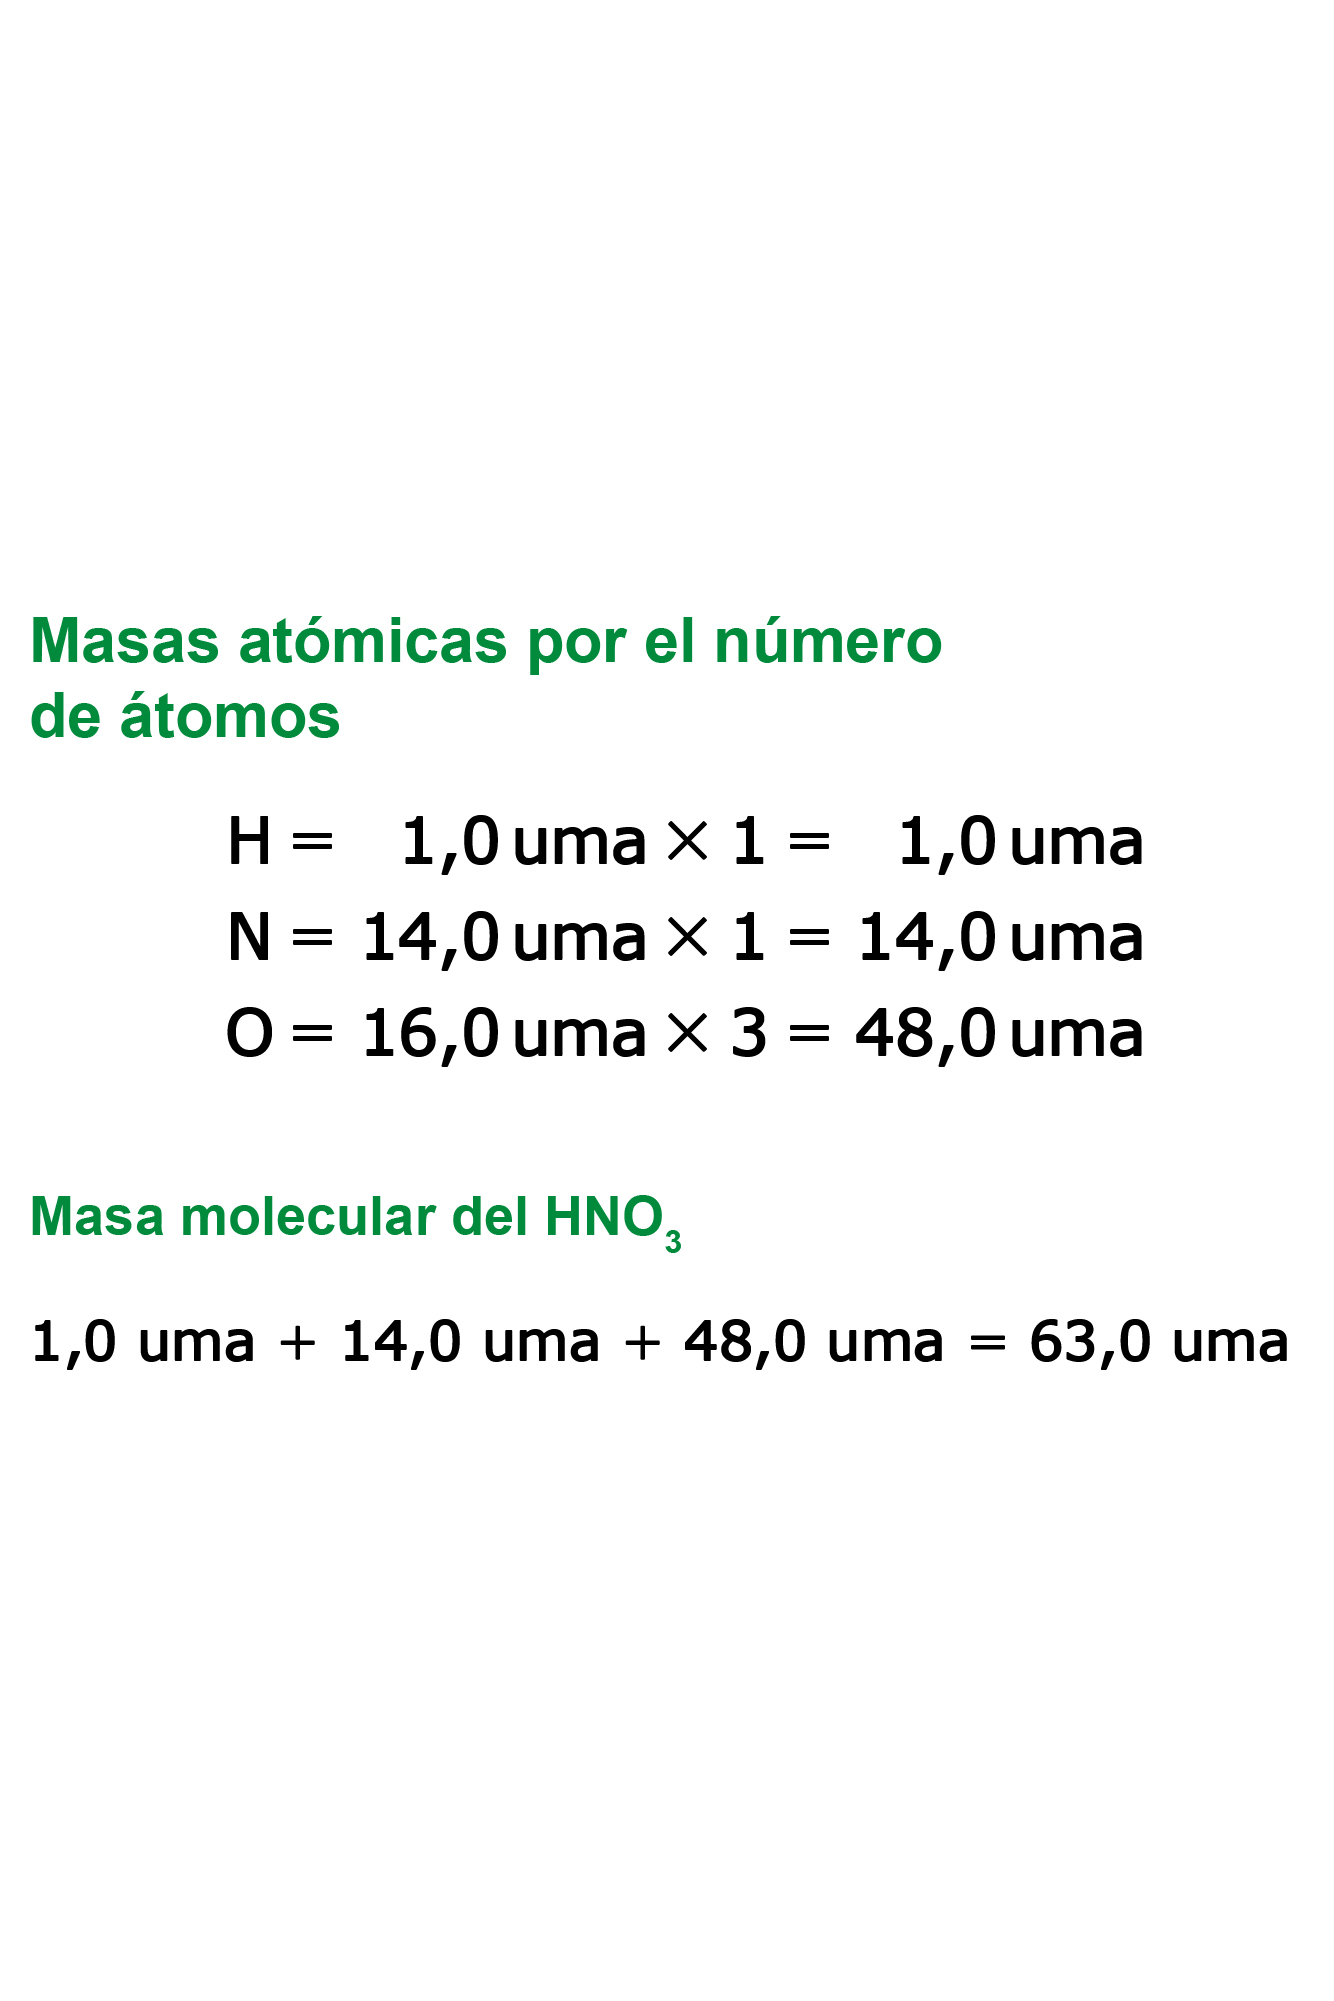 Masas atómicas por el número
de átomos
H = 1,0 uma × 1 = 1,0 uma
N = 14,0 uma × 1 = 14,0 uma
O = 16,0 uma × 3 = 48,0 uma
Masa molecular del HNO₃
1,0 uma + 14,0 uma + 48,0 uma = 63,0 uma